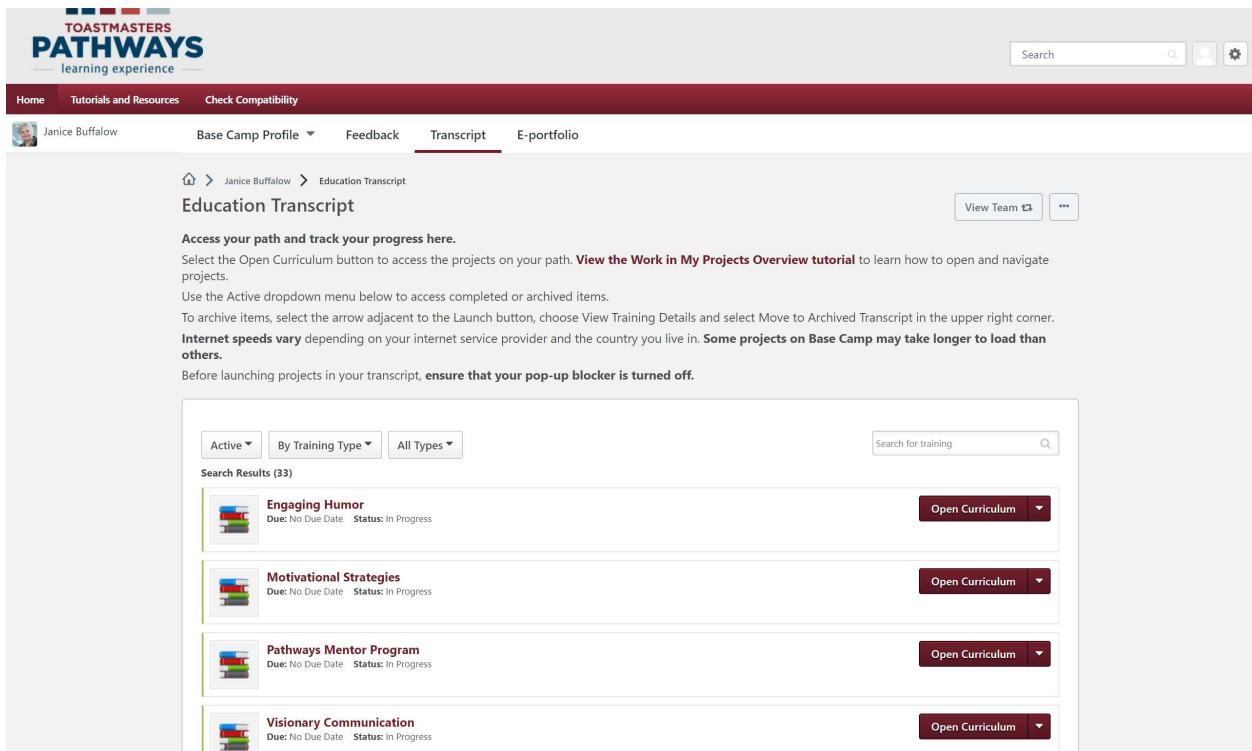 TOASTMASTERS
PATHWAYS
learning experience
Search
Home Tutorials and Resources Check Compatibility
Janice Buffalow
Base Camp Profile Feedback Transcript E-portfolio
Janice Buffalow Education Transcript
Education Transcript
View Team
Access your path and track your progress here.
Select the Open Curriculum button to access the projects on your path. View the Work in My Projects Overview tutorial to learn how to open and navigate
projects.
Use the Active dropdown menu below to access completed or archived items.
To archive items, select the arrow adjacent to the Launch button, choose View Training Details and select Move to Archived Transcript in the upper right corner.
Internet speeds vary depending on your internet service provider and the country you live in. Some projects on Base Camp may take longer to load than
others.
Before launching projects in your transcript, ensure that your pop-up blocker is turned off.
Active By Training Type All Types
Search for training
Search Results (33)
Engaging Humor
Due: No Due Date Status: In Progress
Open Curriculum
Motivational Strategies
Due: No Due Date Status: In Progress
Open Curriculum
Pathways Mentor Program
Due: No Due Date Status: In Progress
Open Curriculum
Visionary Communication
Due: No Due Date Status: In Progress
Open Curriculum